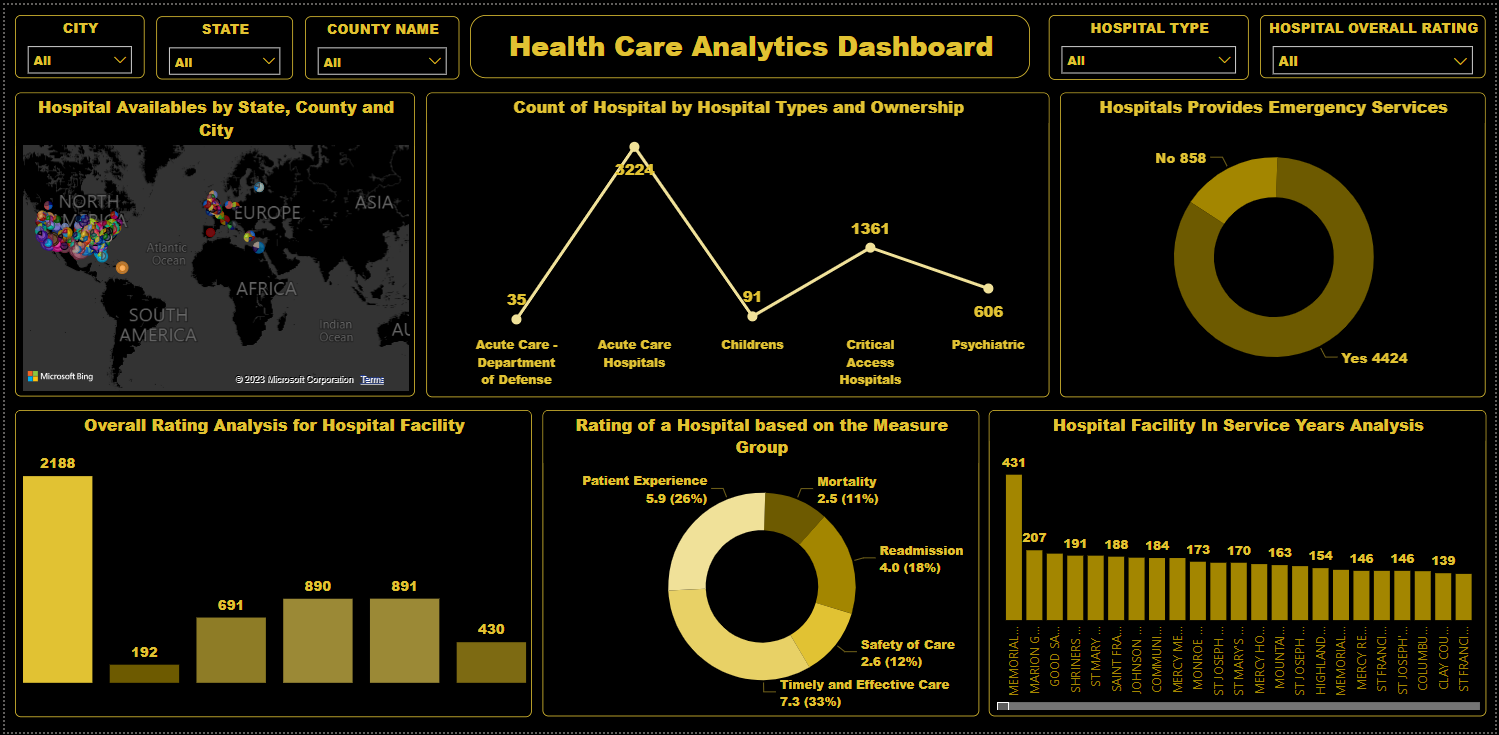 CITY
All
STATE
All
COUNTY NAME
All
Health Care Analytics Dashboard
HOSPITAL TYPE
All
HOSPITAL OVERALL RATING
All
Hospital Availables by State, County and
City
NORTH
AMERICA
EUROPE
ASIA
Atlantic
Ocean
AFRICA
SOUTH
AMERICA
Indian
Ocean
AU
Microsoft Bing
© 2023 Microsoft Corporation Terms
Count of Hospital by Hospital Types and Ownership
35
3224
91
1361
606
Acute Care -
Department
of Defense
Acute Care
Hospitals
Childrens
Critical
Access
Hospitals
Psychiatric
Hospitals Provides Emergency Services
No 858
Yes 4424
Overall Rating Analysis for Hospital Facility
2188
192
691
890
891
430
Rating of a Hospital based on the Measure
Group
Patient Experience
5.9 (26%)
Mortality
2.5 (11%)
Readmission
4.0 (18%)
Safety of Care
2.6 (12%)
Timely and Effective Care
7.3 (33%)
Hospital Facility In Service Years Analysis
431
207
191
188
184
173
170
163
154
146
146
139
MEMORIAL...
MARION G...
GOOD SA...
SHRINERS ...
ST MARY ...
SAINT FRA...
JOHNSON ...
COMMUNI...
MERCY ME...
MONROE ...
ST JOSEPH ...
ST MARY'S ...
MERCY HO...
MOUNTAI...
ST JOSEPH ...
HIGHLAND...
MEMORIAL...
MERCY RE...
ST FRANCI...
ST JOSEPH'...
COLUMBU...
CLAY COU...
ST FRANCI...